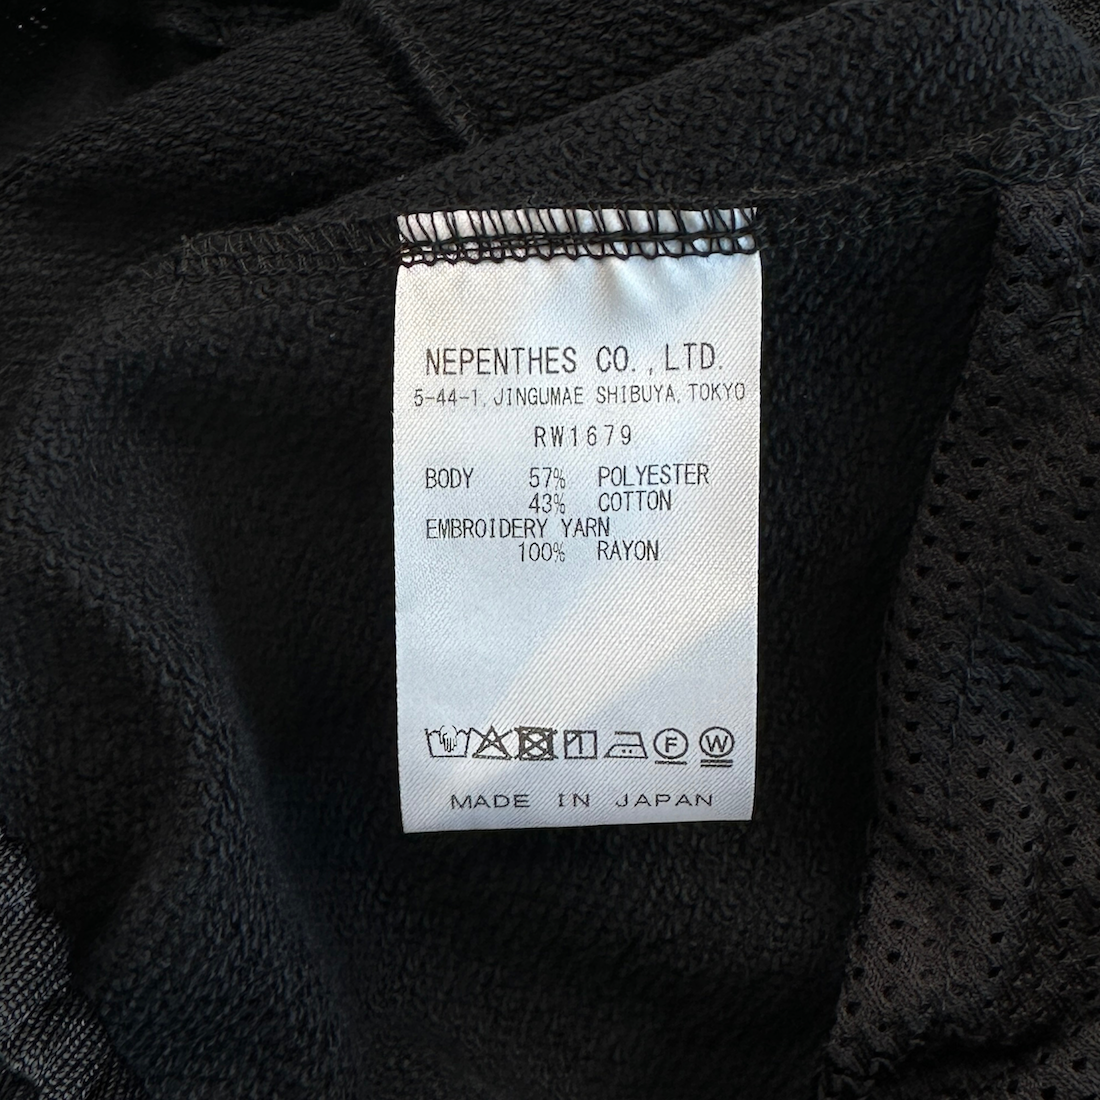 NEPENTHES CO., LTD.
5-44-1, JINGUMAE SHIBUYA, TOKYO
RW1679
BODY 57% POLYESTER
43% COTTON
EMBROIDERY YARN
100% RAYON
F W
MADE IN JAPAN